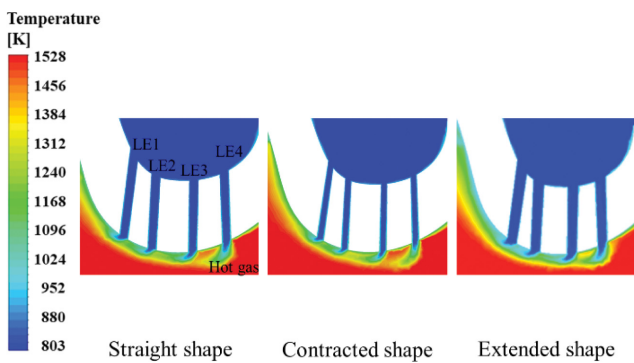 Temperature
[K]
1528
1456
1384
1312
1240
1168
1096
1024
952
880
803
LE1
LE2
LE3
LE4
Hot gas
Straight shape
Contracted shape
Extended shape